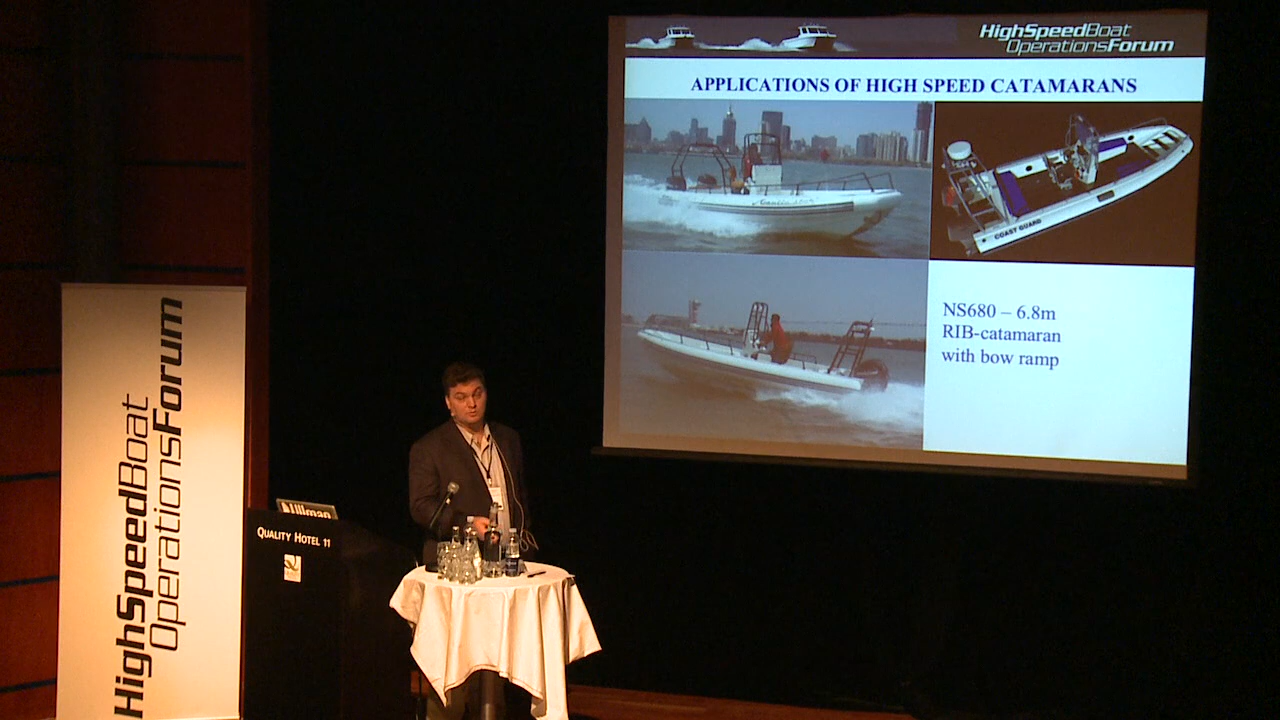 HighSpeedBoat
OperationsForum
APPLICATIONS OF HIGH SPEED CATAMARANS
COAST GUARD
NS680 – 6.8m
RIB-catamaran
with bow ramp
HighSpeedBoat
OperationsForum
Ullman
QUALITY HOTEL 11